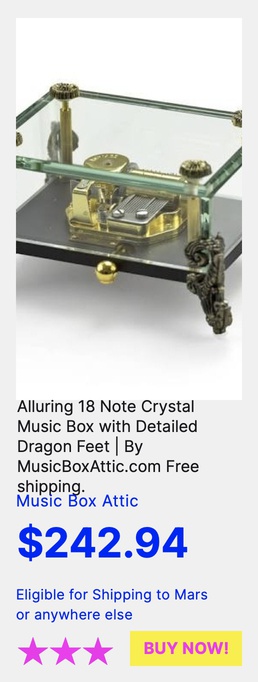 Alluring 18 Note Crystal
Music Box with Detailed
Dragon Feet | By
MusicBoxAttic.com Free
shipping.
Music Box Attic
$242.94
Eligible for Shipping to Mars
or anywhere else
BUY NOW!